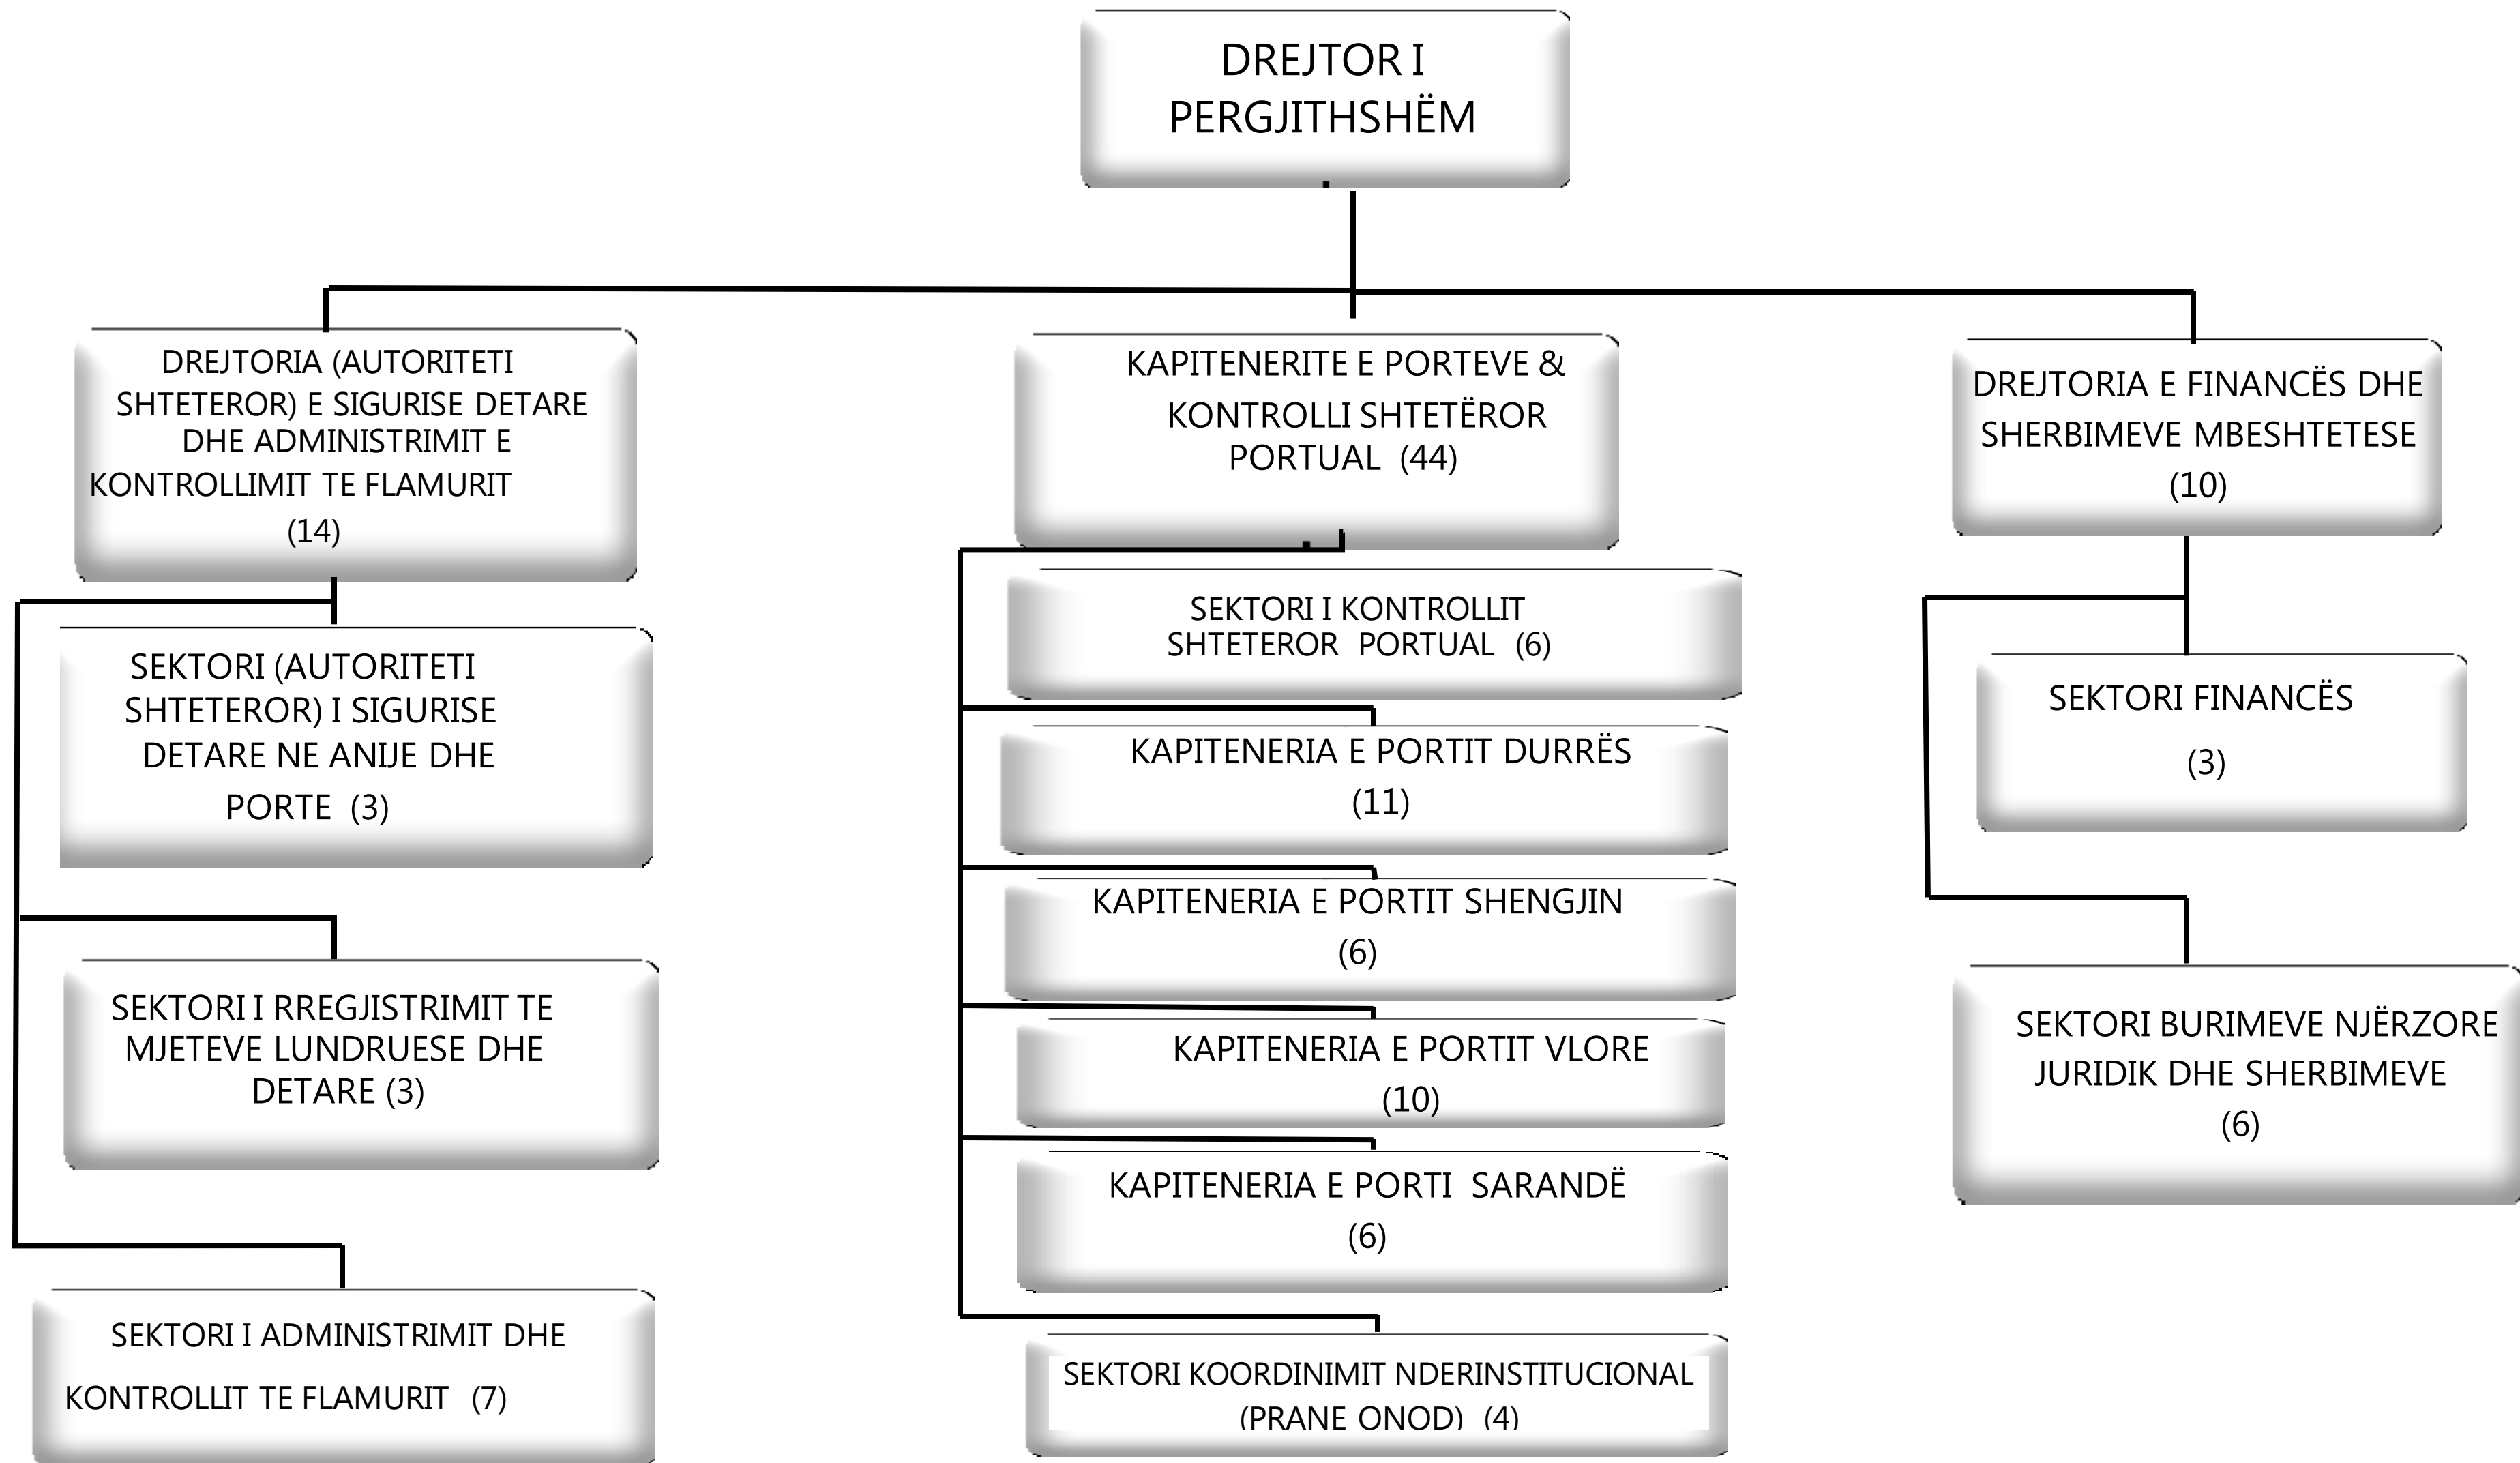 DREJTOR I
PERGJITHSHËM
DREJTORIA (AUTORITETI
SHTETEROR) E SIGURISE DETARE
DHE ADMINISTRIMIT E
KONTROLLIMIT TE FLAMURIT
(14)
SEKTORI (AUTORITETI
SHTETEROR) I SIGURISE
DETARE NE ANIJE DHE
PORTE (3)
SEKTORI I RREGJISTRIMIT TE
MJETEVE LUNDRUESE DHE
DETARE (3)
SEKTORI I ADMINISTRIMIT DHE
KONTROLLIT TE FLAMURIT (7)
KAPITENERITE E PORTEVE &
KONTROLLI SHTETËROR
PORTUAL (44)
SEKTORI I KONTROLLIT
SHTETEROR PORTUAL (6)
KAPITENERIA E PORTIT DURRËS
(11)
KAPITENERIA E PORTIT SHENGJIN
(6)
KAPITENERIA E PORTIT VLORE
(10)
KAPITENERIA E PORTI SARANDË
(6)
SEKTORI KOORDINIMIT NDERINSTITUCIONAL
(PRANE ONOD) (4)
DREJTORIA E FINANCËS DHE
SHERBIMEVE MBESHTETESE
(10)
SEKTORI FINANCËS
(3)
SEKTORI BURIMEVE NJËRZORE
JURIDIK DHE SHERBIMEVE
(6)